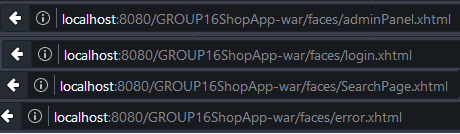 localhost:8080/GROUP16ShopApp-war/faces/adminPanel.xhtml
localhost:8080/GROUP16ShopApp-war/faces/login.xhtml
localhost:8080/GROUP16ShopApp-war/faces/SearchPage.xhtml
localhost:8080/GROUP16ShopApp-war/faces/error.xhtml